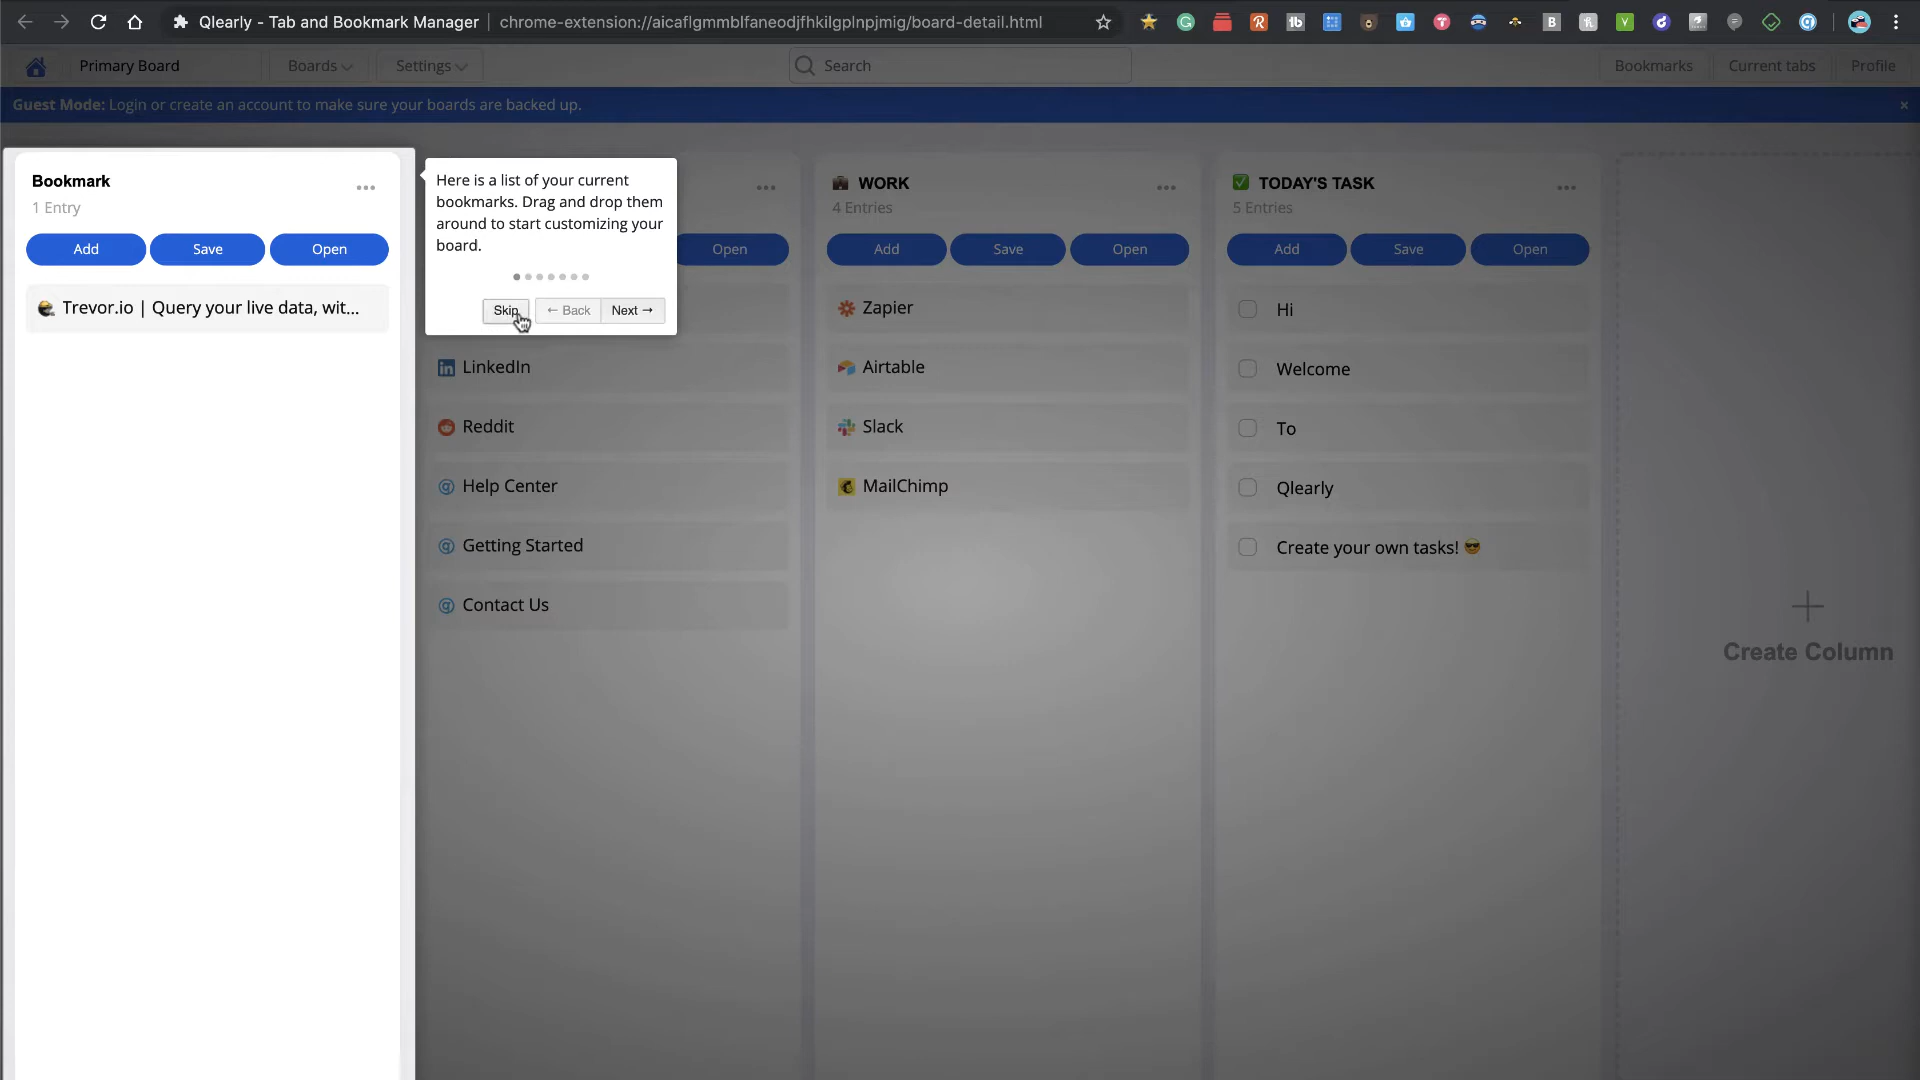 Qlearly - Tab and Bookmark Manager | chrome-extension://aicaflgmmblfaneodjfhkilgplnpjmig/board-detail.html
Primary Board
Boards
Settings
Search
Bookmarks
Current tabs
Profile
Guest Mode: Login or create an account to make sure your boards are backed up.
×
Bookmark
1 Entry
Add
Save
Open
Trevor.io | Query your live data, wit...
Here is a list of your current
bookmarks. Drag and drop them
around to start customizing your
board.
Skip
← Back
Next →
Open
LinkedIn
Reddit
Help Center
Getting Started
Contact Us
WORK
4 Entries
Add
Save
Open
Zapier
Airtable
Slack
MailChimp
TODAY'S TASK
5 Entries
Add
Save
Open
Hi
Welcome
To
Qlearly
Create your own tasks! 😎
Create Column